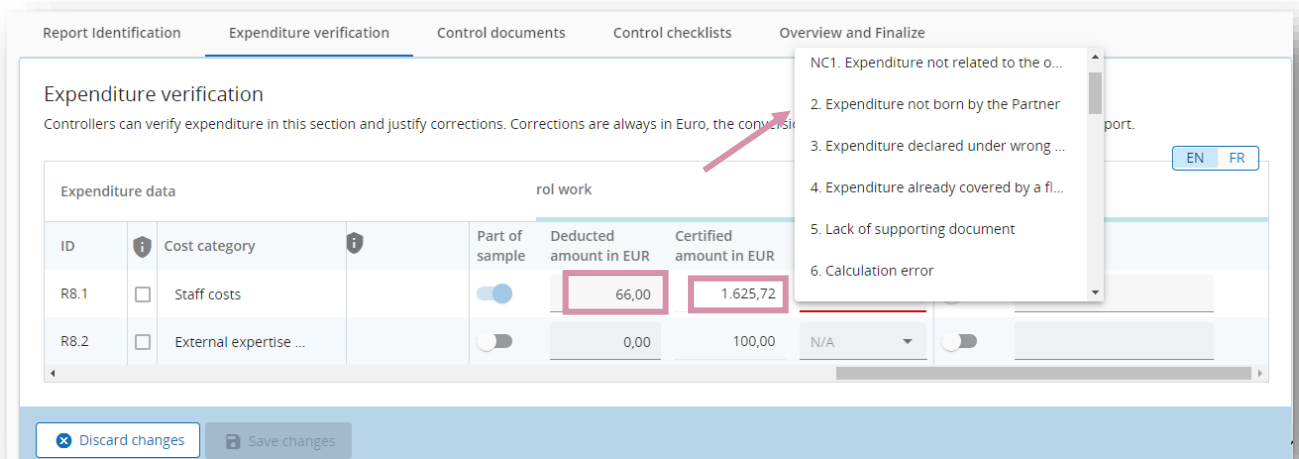 Report Identification Expenditure verification Control documents Control checklists Overview and Finalize
NC1. Expenditure not related to the o...
Expenditure verification
2. Expenditure not born by the Partner
Controllers can verify expenditure in this section and justify corrections. Corrections are always in Euro, the port.
3. Expenditure declared under wrong ...
EN FR
Expenditure data rol work
4. Expenditure already covered by a fl...
5. Lack of supporting document
6. Calculation error
ID Cost category Part of sample Deducted amount in EUR Certified amount in EUR
R8.1 Staff costs 66,00 1.625,72
R8.2 External expertise ... 0,00 100,00 N/A
Discard changes Save changes